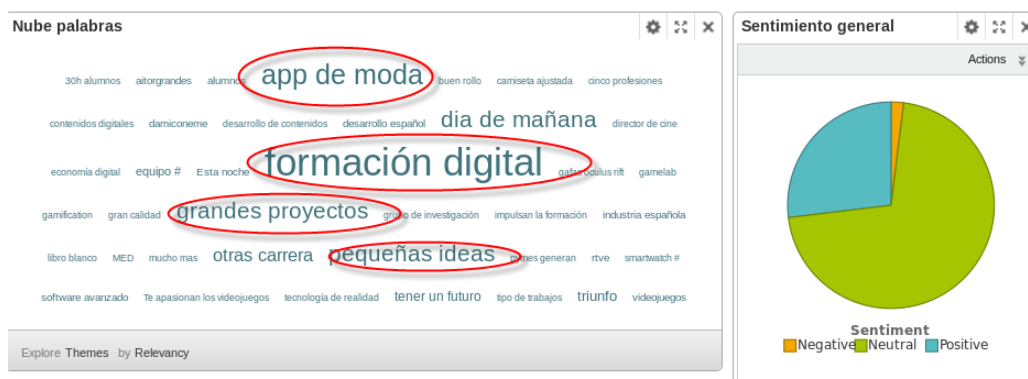 Nube palabras
30h alumnos aitorgrandes alumnos app de moda buen rollo camiseta ajustada cinco profesiones
contenidos digitales damiconeme desarrollo de contenidos desarrollo español dia de mañana director de cine
economía digital equipo # Esta noche formación digital gafas oculus rift gamelab
gamification gran calidad grandes proyectos grupo de investigación impulsan la formación industria española
libro blanco MED mucho mas otras carrera pequeñas ideas pymes generan rtve smartwatch #
software avanzado Te apasionan los videojuegos tecnología de realidad tener un futuro tipo de trabajos triunfo videojuegos
Explore Themes by Relevancy
Sentimiento general
Actions
Sentiment
Negative Neutral Positive